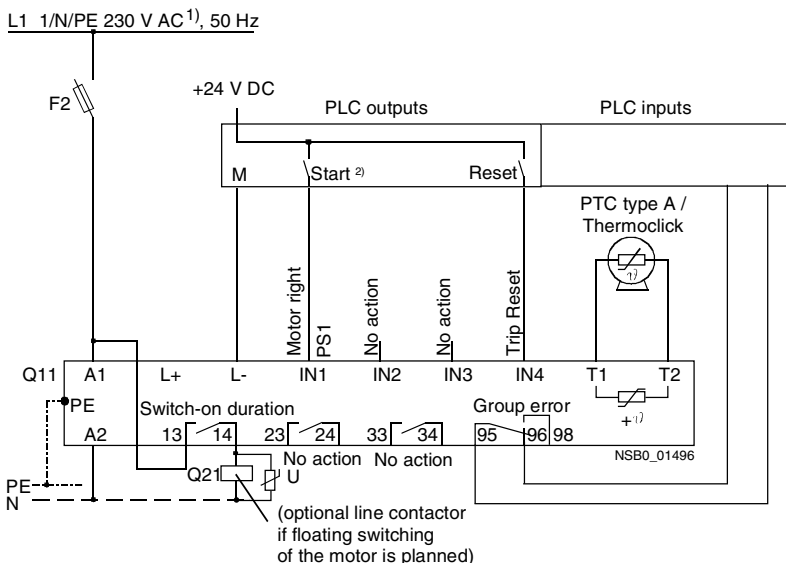 L1 1/N/PE 230 V AC1), 50 Hz
F2
+24 V DC
PLC outputs
PLC inputs
M
Start 2)
Reset
PTC type A /
Thermoclick
ϑ
Motor right
PS1
No action
No action
Trip Reset
Q11
A1
L+
L-
IN1
IN2
IN3
IN4
T1
T2
PE
Switch-on duration
Group error
+ϑ
A2
13
14
23
24
33
34
95
96
98
No action
No action
NSB0_01496
Q21
U
PE
N
(optional line contactor
if floating switching
of the motor is planned)